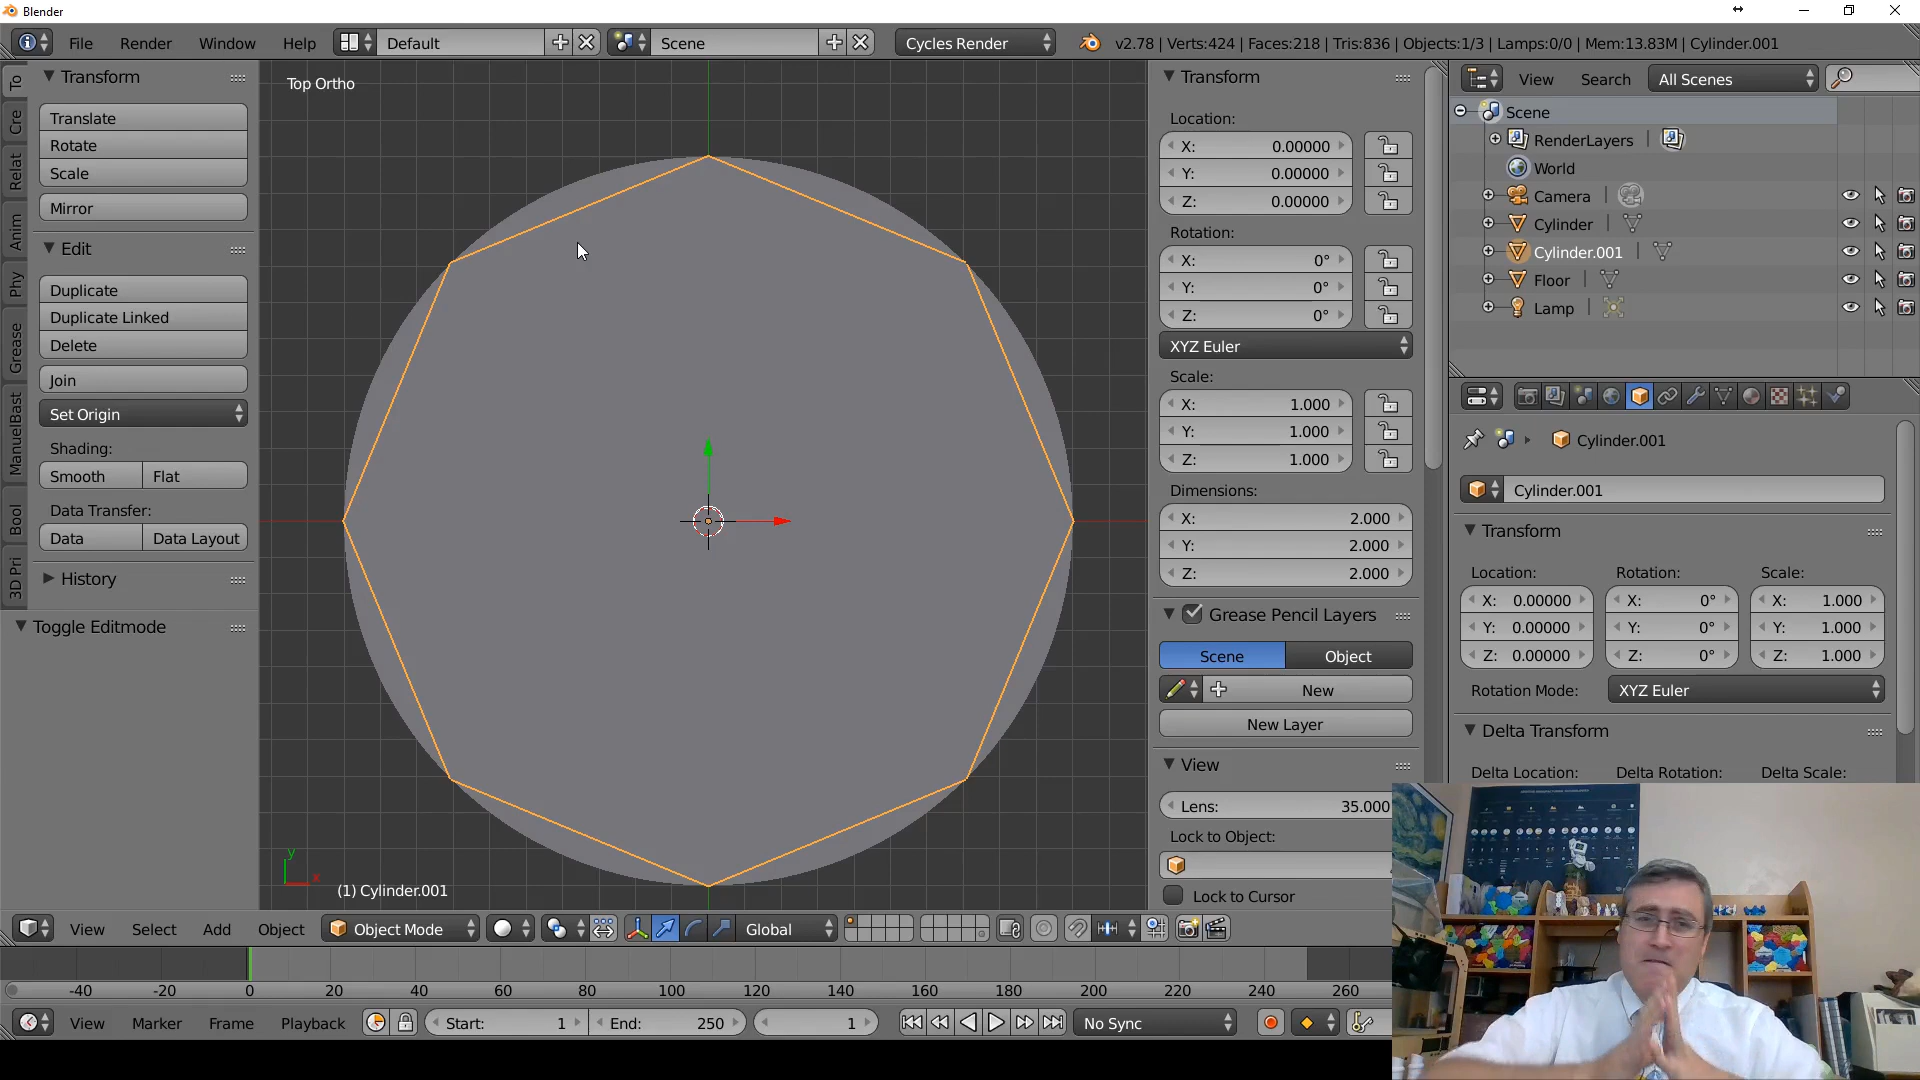 Blender
File Render Window Help Default Scene Cycles Render v2.78 | Verts:424 | Faces:218 | Tris:836 | Objects:1/3 | Lamps:0/0 | Mem:13.83M | Cylinder.001
To
Cre
Relat
Anim
Phy
Grease
ManuelBast
Bool
3D Pri
Transform
Translate
Rotate
Scale
Mirror
Edit
Duplicate
Duplicate Linked
Delete
Join
Set Origin
Shading:
Smooth Flat
Data Transfer:
Data Data Layout
History
Toggle Editmode
Top Ortho
y
x
(1) Cylinder.001
Transform
Location:
X: 0.00000
Y: 0.00000
Z: 0.00000
Rotation:
X: 0°
Y: 0°
Z: 0°
XYZ Euler
Scale:
X: 1.000
Y: 1.000
Z: 1.000
Dimensions:
X: 2.000
Y: 2.000
Z: 2.000
Grease Pencil Layers
Scene Object
New
New Layer
View
Lens: 35.000
Lock to Object:
Lock to Cursor
View Search All Scenes
Scene
RenderLayers
World
Camera
Cylinder
Cylinder.001
Floor
Lamp
Cylinder.001
Cylinder.001
Transform
Location: Rotation: Scale:
X: 0.00000 X: 0° X: 1.000
Y: 0.00000 Y: 0° Y: 1.000
Z: 0.00000 Z: 0° Z: 1.000
Rotation Mode: XYZ Euler
Delta Transform
Delta Location: Delta Rotation: Delta Scale:
View Select Add Object Object Mode Global
-40 -20 0 20 40 60 80 100 120 140 160 180 200 220 240 260
View Marker Frame Playback Start: 1 End: 250 1 No Sync